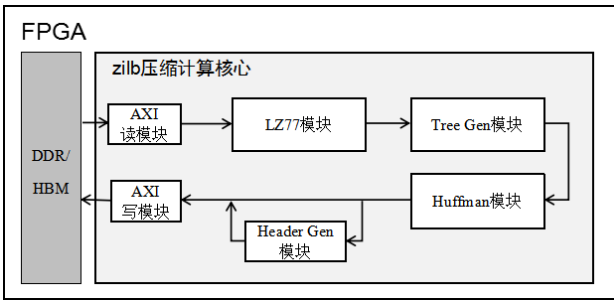 FPGA
zilb压缩计算核心
AXI
读模块
LZ77模块
Tree Gen模块
DDR/
HBM
AXI
写模块
Huffman模块
Header Gen
模块